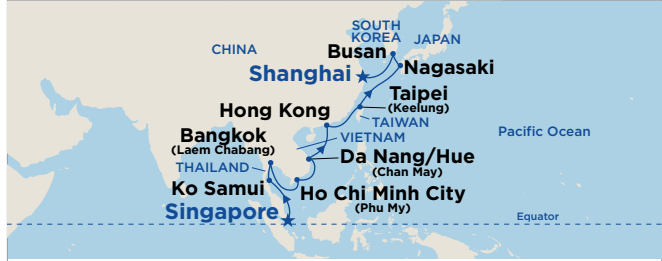 SOUTH
KOREA
JAPAN
CHINA
Busan
Shanghai
Nagasaki
Taipei
(Keelung)
Hong Kong
TAIWAN
Bangkok
(Laem Chabang)
VIETNAM
Pacific Ocean
THAILAND
Da Nang/Hue
(Chan May)
Ko Samui
Ho Chi Minh City
(Phu My)
Singapore
Equator